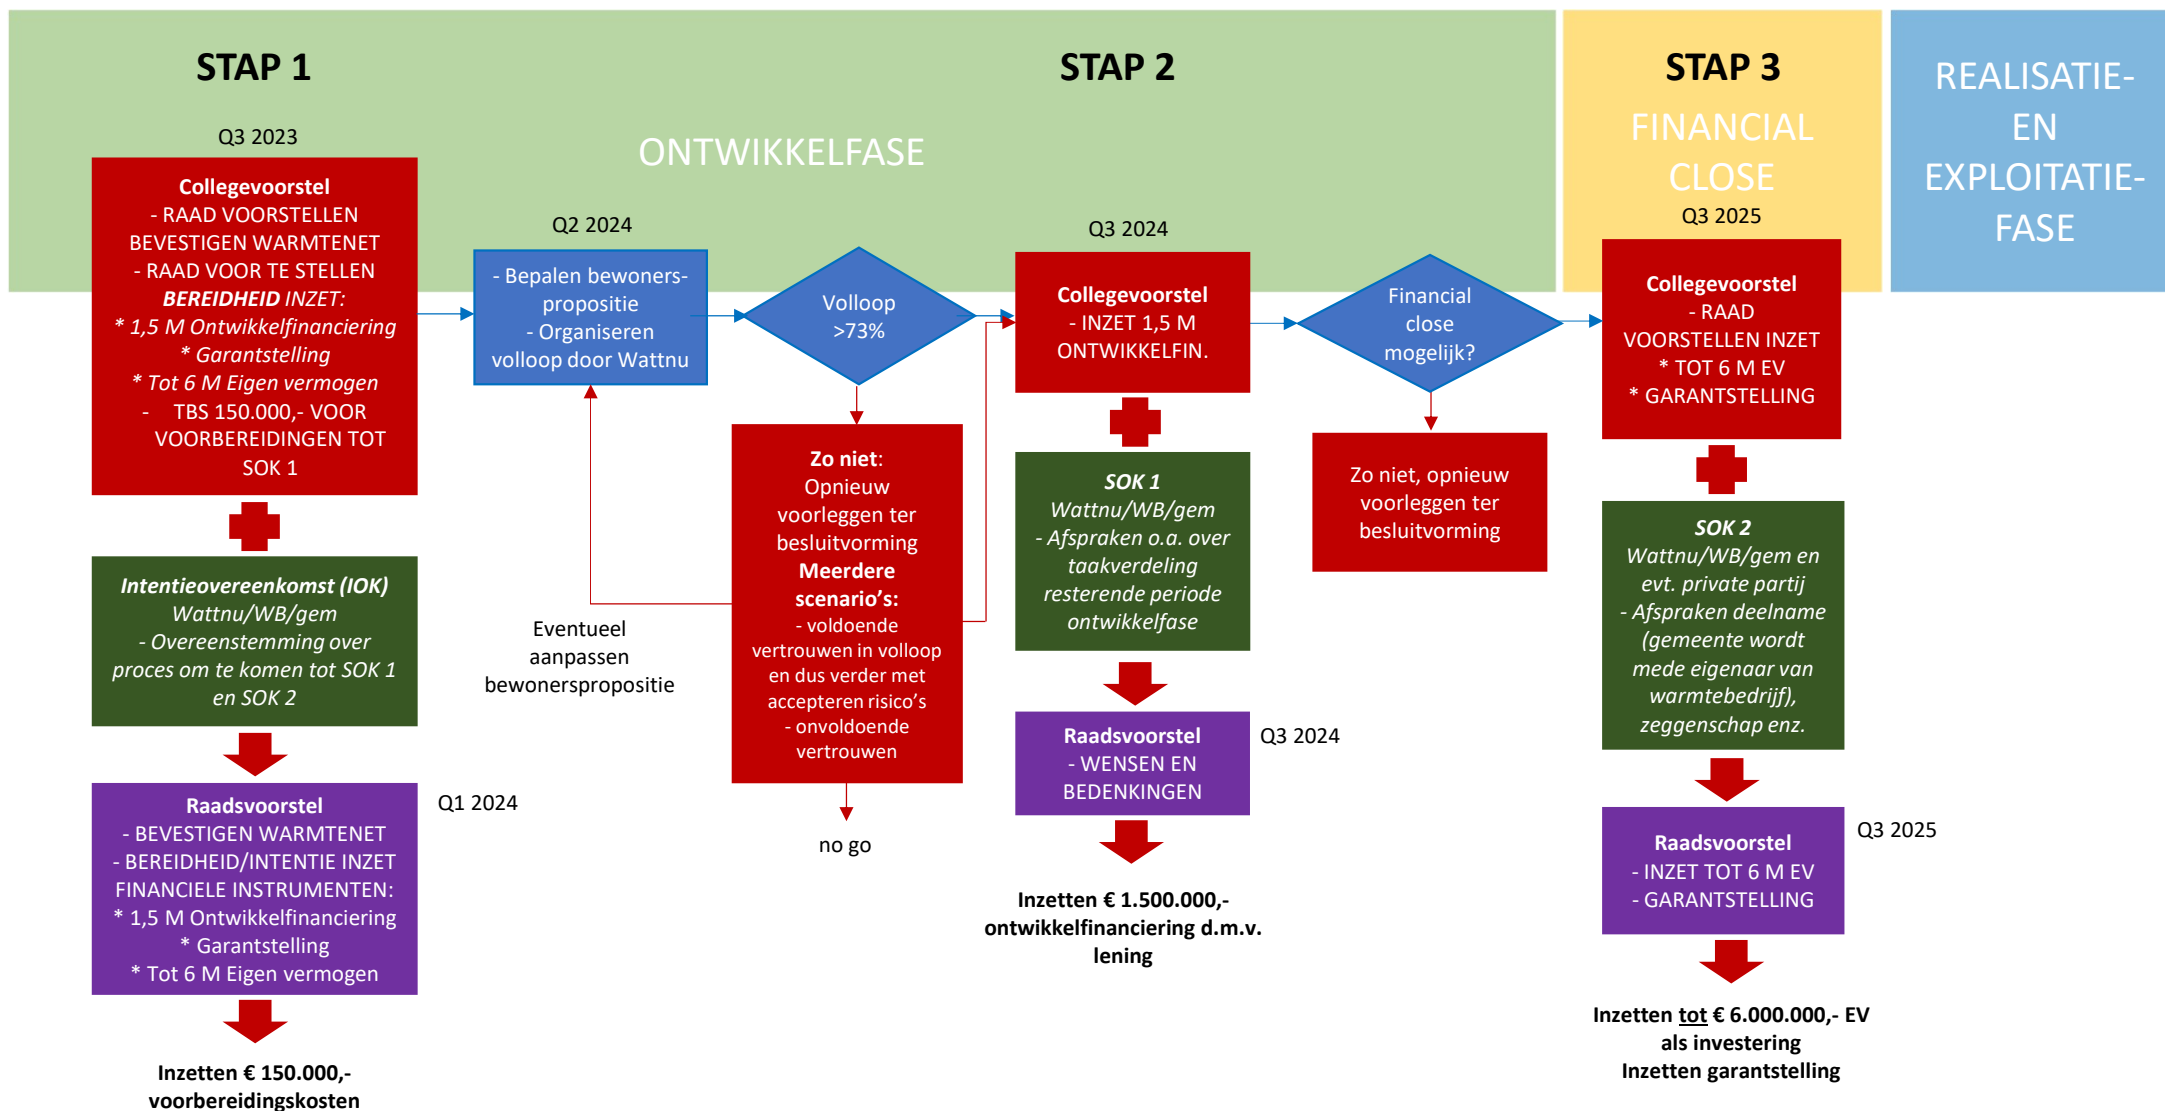 STAP 1
STAP 2
STAP 3
ONTWIKKELFASE
FINANCIAL
CLOSE
REALISATIE-
EN
EXPLOITATIE-
FASE
Q3 2023
Collegevoorstel
- RAAD VOORSTELLEN
BEVESTIGEN WARMTENET
- RAAD VOOR TE STELLEN
BEREIDHEID INZET:
* 1,5 M Ontwikkelfinanciering
* Garantstelling
* Tot 6 M Eigen vermogen
- TBS 150.000,- VOOR
VOORBEREIDINGEN TOT
SOK 1
Intentieovereenkomst (IOK)
Wattnu/WB/gem
- Overeenstemming over
proces om te komen tot SOK 1
en SOK 2
Raadsvoorstel
- BEVESTIGEN WARMTENET
- BEREIDHEID/INTENTIE INZET
FINANCIELE INSTRUMENTEN:
* 1,5 M Ontwikkelfinanciering
* Garantstelling
* Tot 6 M Eigen vermogen
Q1 2024
Inzetten € 150.000,-
voorbereidingskosten
Q2 2024
- Bepalen bewoners-
propositie
- Organiseren
volloop door Wattnu
Volloop
>73%
Zo niet:
Opnieuw
voorleggen ter
besluitvorming
Meerdere
scenario's:
- voldoende
vertrouwen in volloop
en dus verder met
accepteren risico's
- onvoldoende
vertrouwen
Eventueel
aanpassen
bewonerspropositie
no go
Q3 2024
Collegevoorstel
- INZET 1,5 M
ONTWIKKELFIN.
SOK 1
Wattnu/WB/gem
- Afspraken o.a. over
taakverdeling
resterende periode
ontwikkelfase
Raadsvoorstel
- WENSEN EN
BEDENKINGEN
Q3 2024
Inzetten € 1.500.000,-
ontwikkelfinanciering d.m.v.
lening
Financial
close
mogelijk?
Zo niet, opnieuw
voorleggen ter
besluitvorming
Q3 2025
Collegevoorstel
- RAAD
VOORSTELLEN INZET
* TOT 6 M EV
* GARANTSTELLING
SOK 2
Wattnu/WB/gem en
evt. private partij
- Afspraken deelname
(gemeente wordt
mede eigenaar van
warmtebedrijf),
zeggenschap enz.
Raadsvoorstel
- INZET TOT 6 M EV
- GARANTSTELLING
Q3 2025
Inzetten tot € 6.000.000,- EV
als investering
Inzetten garantstelling